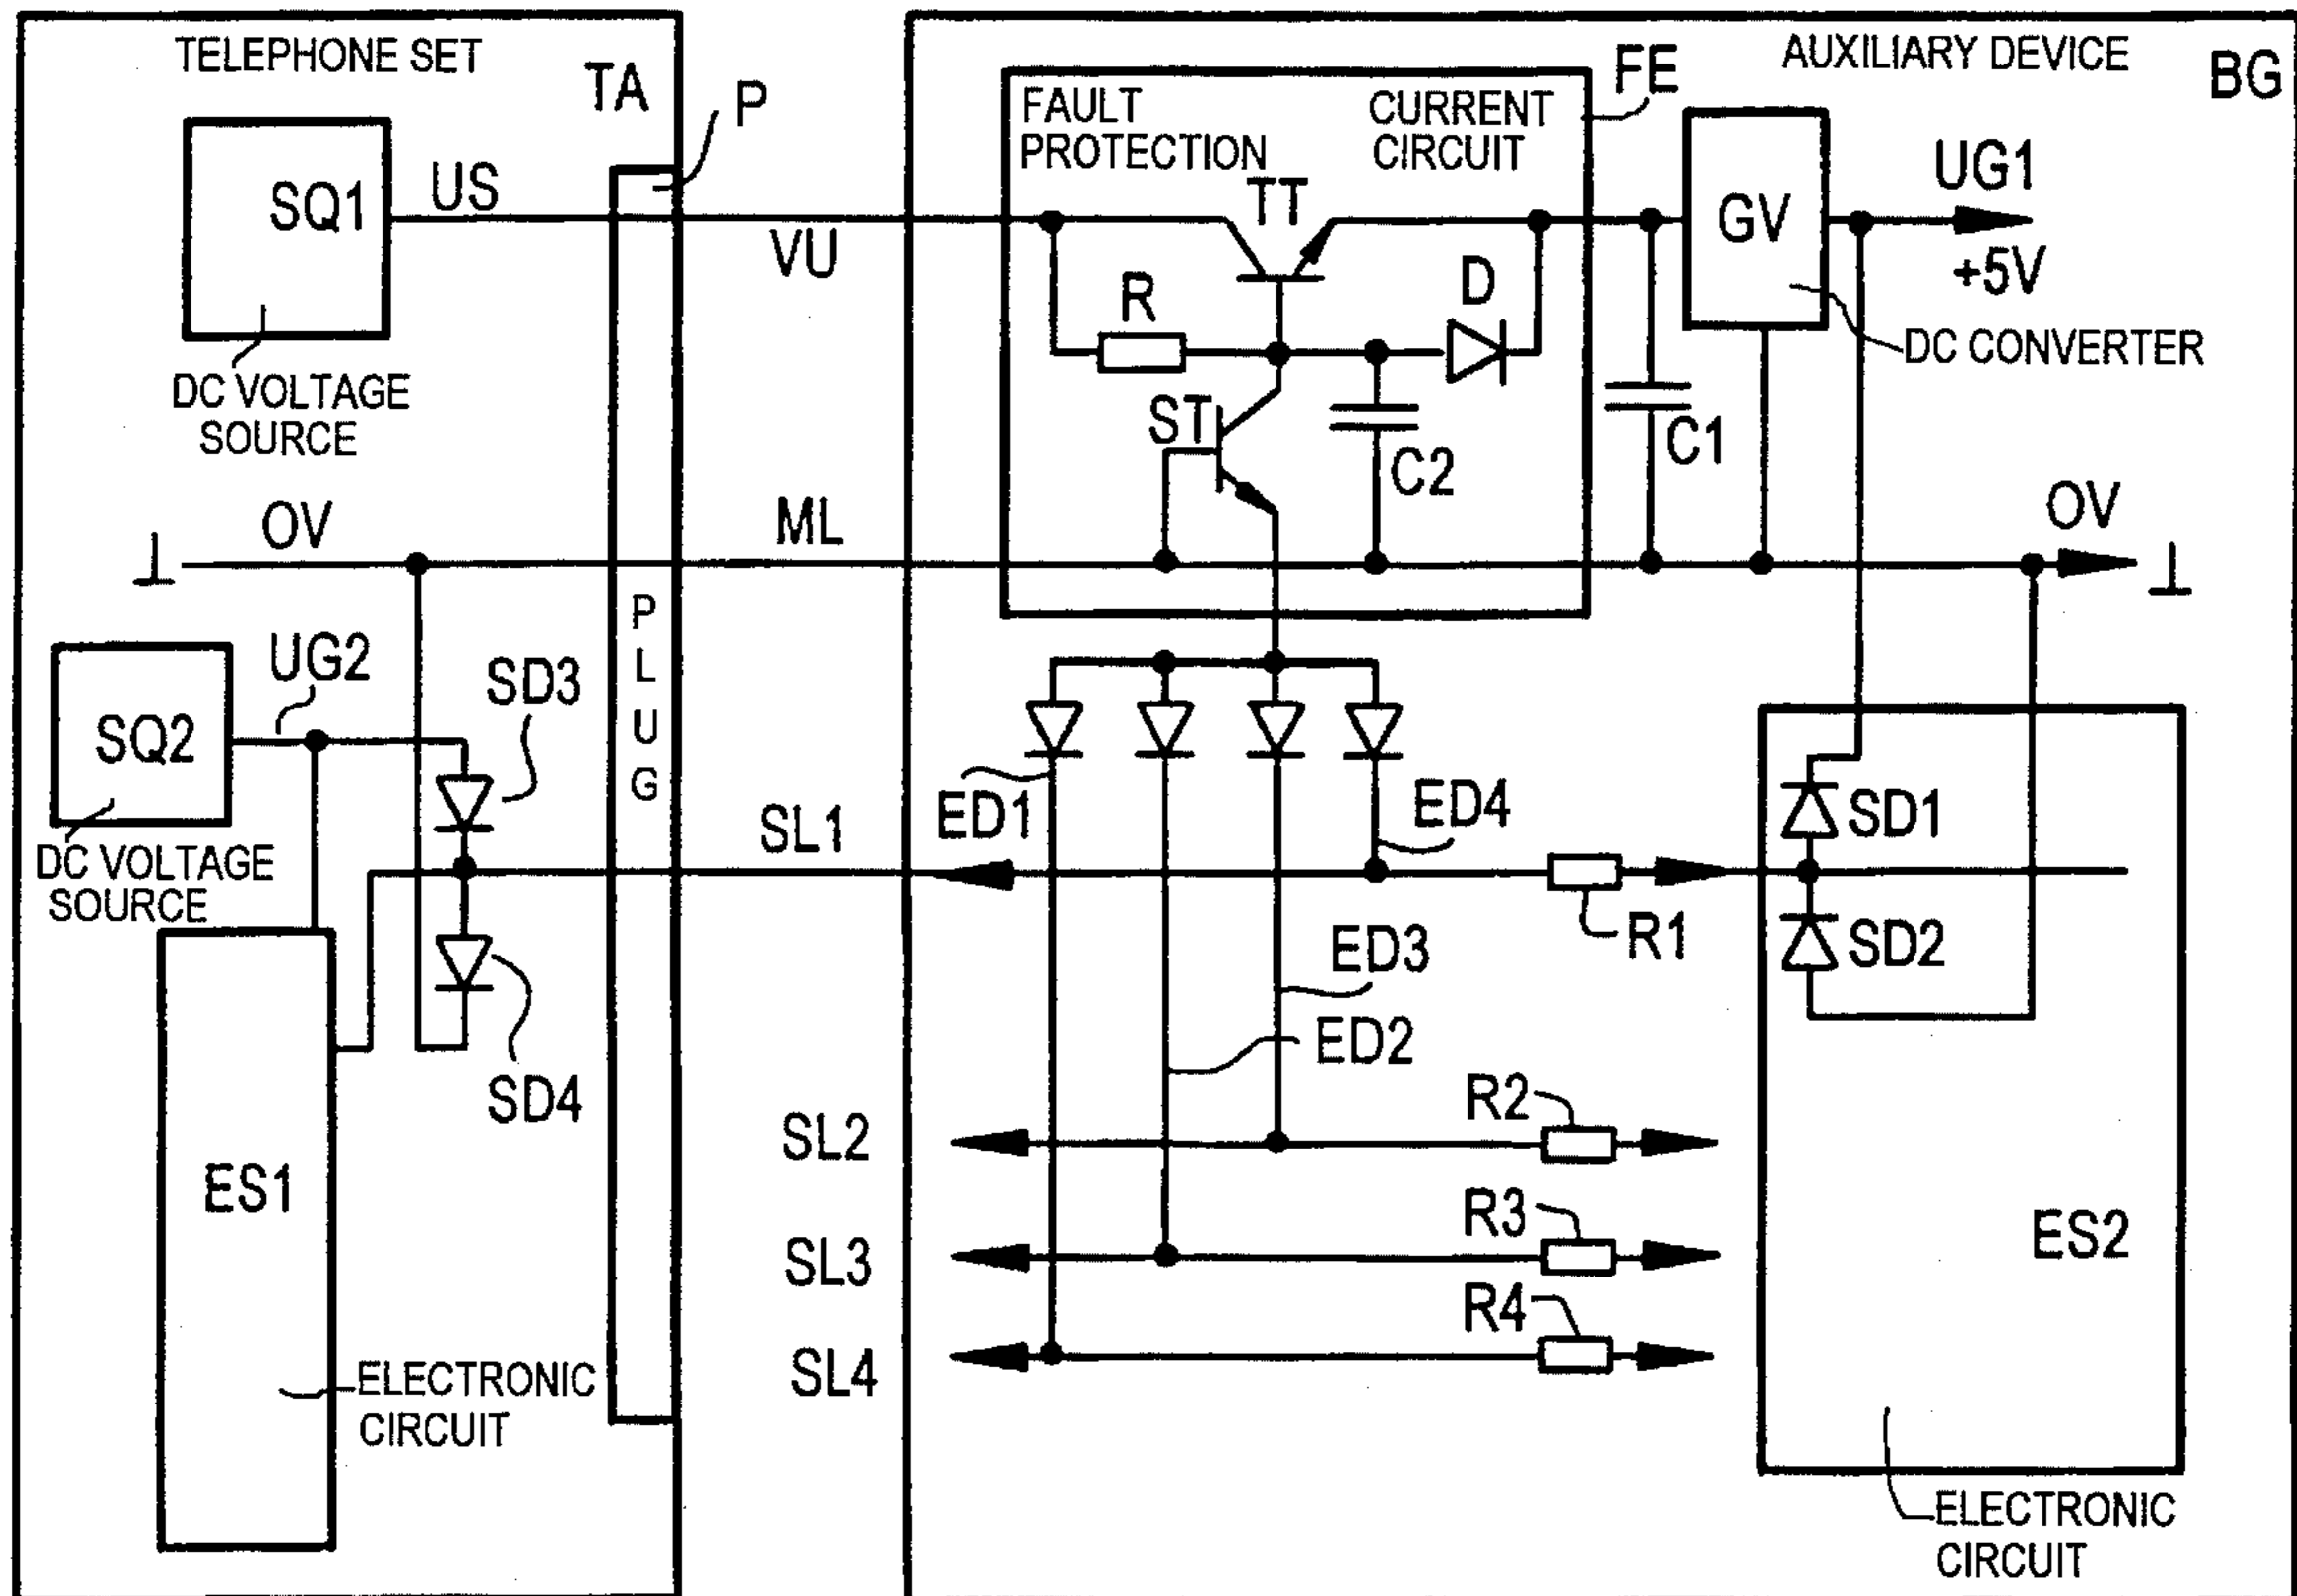 TELEPHONE SET
TA
P
SQ1
US
VU
DC VOLTAGE
SOURCE
OV
ML
PLUG
SQ2
UG2
SD3
DC VOLTAGE
SOURCE
SL1
SD4
ES1
ELECTRONIC
CIRCUIT
SL2
SL3
SL4
AUXILIARY DEVICE
BG
FE
FAULT
PROTECTION
CURRENT
CIRCUIT
TT
R
D
ST
C2
C1
GV
UG1
+5V
DC CONVERTER
OV
ED1
ED4
ED3
ED2
R1
R2
R3
R4
SD1
SD2
ES2
ELECTRONIC
CIRCUIT